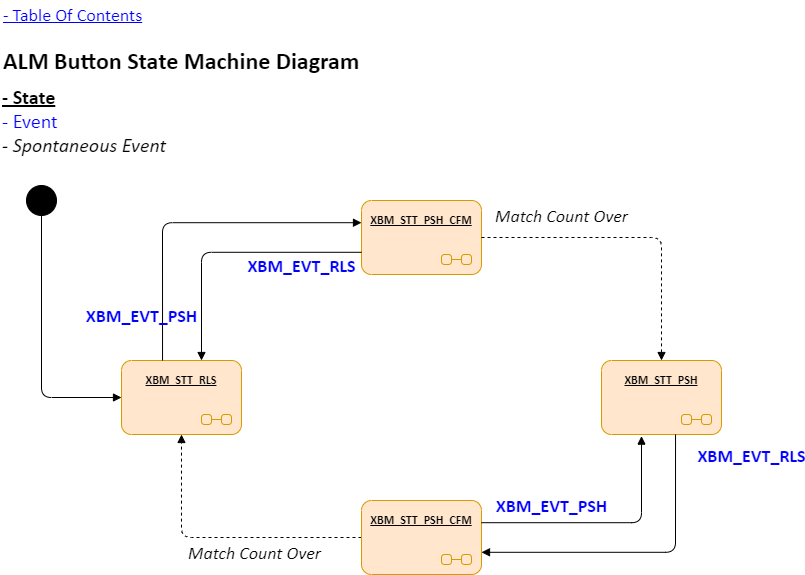 - Table Of Contents
ALM Button State Machine Diagram
- State
- Event
- Spontaneous Event
XBM_STT_PSH_CFM
Match Count Over
XBM_EVT_RLS
XBM_EVT_PSH
XBM_STT_RLS
XBM_STT_PSH
XBM_EVT_RLS
XBM_EVT_PSH
XBM_STT_PSH_CFM
Match Count Over